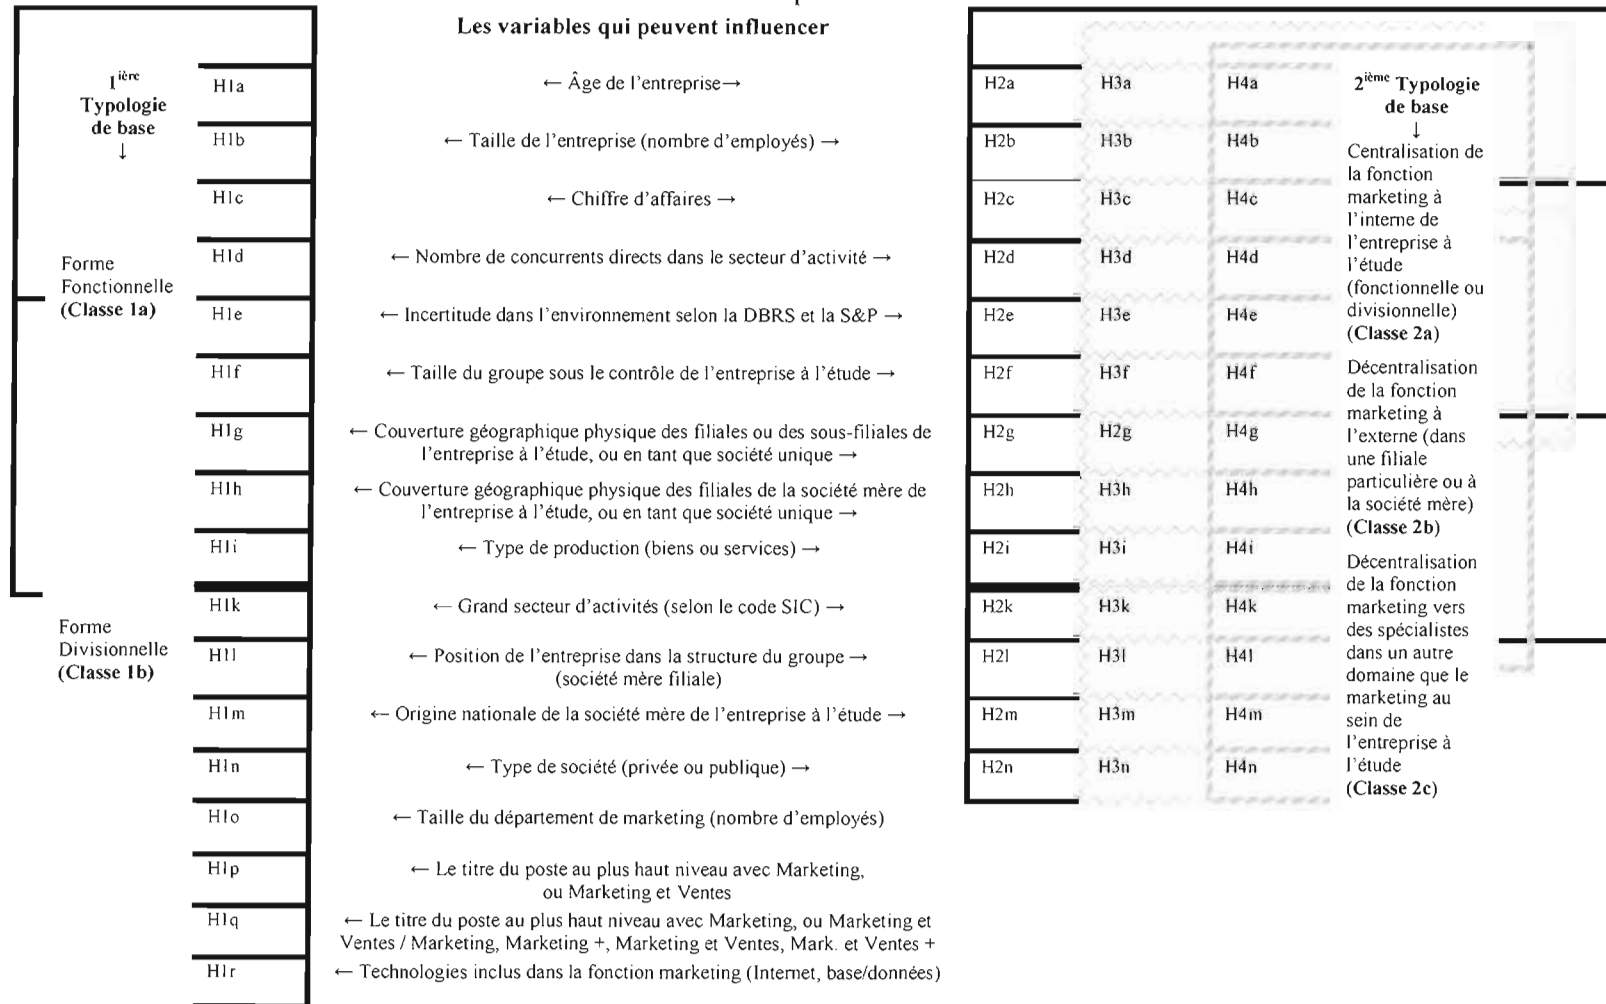 Les variables qui peuvent influencer
1ière
Typologie
de base
↓
Forme
Fonctionnelle
(Classe 1a)
Forme
Divisionnelle
(Classe 1b)
H1a ← Âge de l'entreprise→ H2a H3a H4a
H1b ← Taille de l'entreprise (nombre d'employés) → H2b H3b H4b
H1c ← Chiffre d'affaires → H2c H3c H4c
H1d ← Nombre de concurrents directs dans le secteur d'activité → H2d H3d H4d
H1e ← Incertitude dans l'environnement selon la DBRS et la S&P → H2e H3e H4e
H1f ← Taille du groupe sous le contrôle de l'entreprise à l'étude → H2f H3f H4f
H1g ← Couverture géographique physique des filiales ou des sous-filiales de H2g H2g H4g
l'entreprise à l'étude, ou en tant que société unique →
H1h ← Couverture géographique physique des filiales de la société mère de H2h H3h H4h
l'entreprise à l'étude, ou en tant que société unique →
H1i ← Type de production (biens ou services) → H2i H3i H4i
H1k ← Grand secteur d'activités (selon le code SIC) → H2k H3k H4k
H1l ← Position de l'entreprise dans la structure du groupe → H2l H3l H4l
(société mère filiale)
H1m ← Origine nationale de la société mère de l'entreprise à l'étude → H2m H3m H4m
H1n ← Type de société (privée ou publique) → H2n H3n H4n
H1o ← Taille du département de marketing (nombre d'employés)
H1p ← Le titre du poste au plus haut niveau avec Marketing,
ou Marketing et Ventes
H1q ← Le titre du poste au plus haut niveau avec Marketing, ou Marketing et
Ventes / Marketing, Marketing +, Marketing et Ventes, Mark. et Ventes +
H1r ← Technologies inclus dans la fonction marketing (Internet, base/données)
2ième Typologie
de base
↓
Centralisation de
la fonction
marketing à
l'interne de
l'entreprise à
l'étude
(fonctionnelle ou
divisionnelle)
(Classe 2a)
Décentralisation
de la fonction
marketing à
l'externe (dans
une filiale
particulière ou à
la société mère)
(Classe 2b)
Décentralisation
de la fonction
marketing vers
des spécialistes
dans un autre
domaine que le
marketing au
sein de
l'entreprise à
l'étude
(Classe 2c)